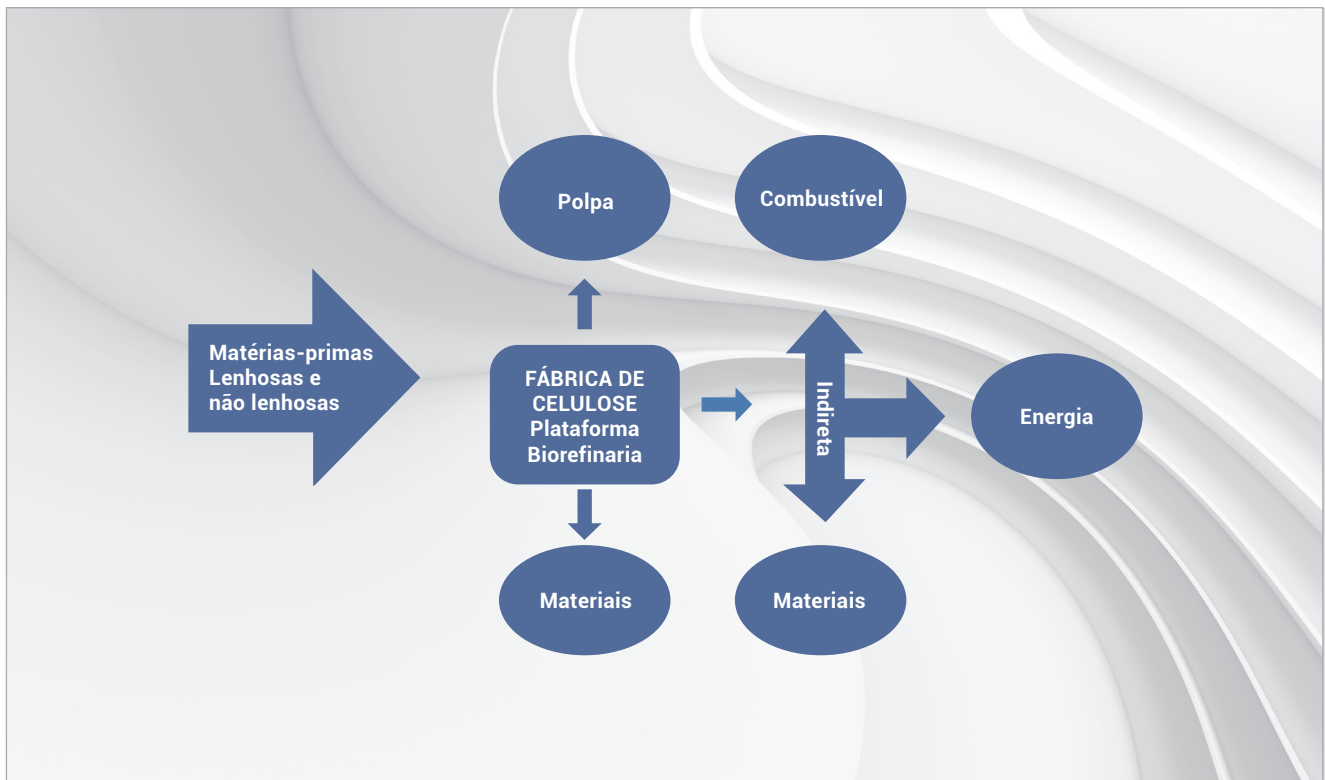 Polpa
Combustível
Matérias-primas
Lenhosas e
não lenhosas
FÁBRICA DE
CELULOSE
Plataforma
Biorefinaria
Indireta
Energia
Materiais
Materiais